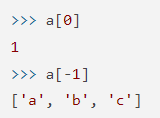 >>> a[0]
1
>>> a[-1]
['a', 'b', 'c']